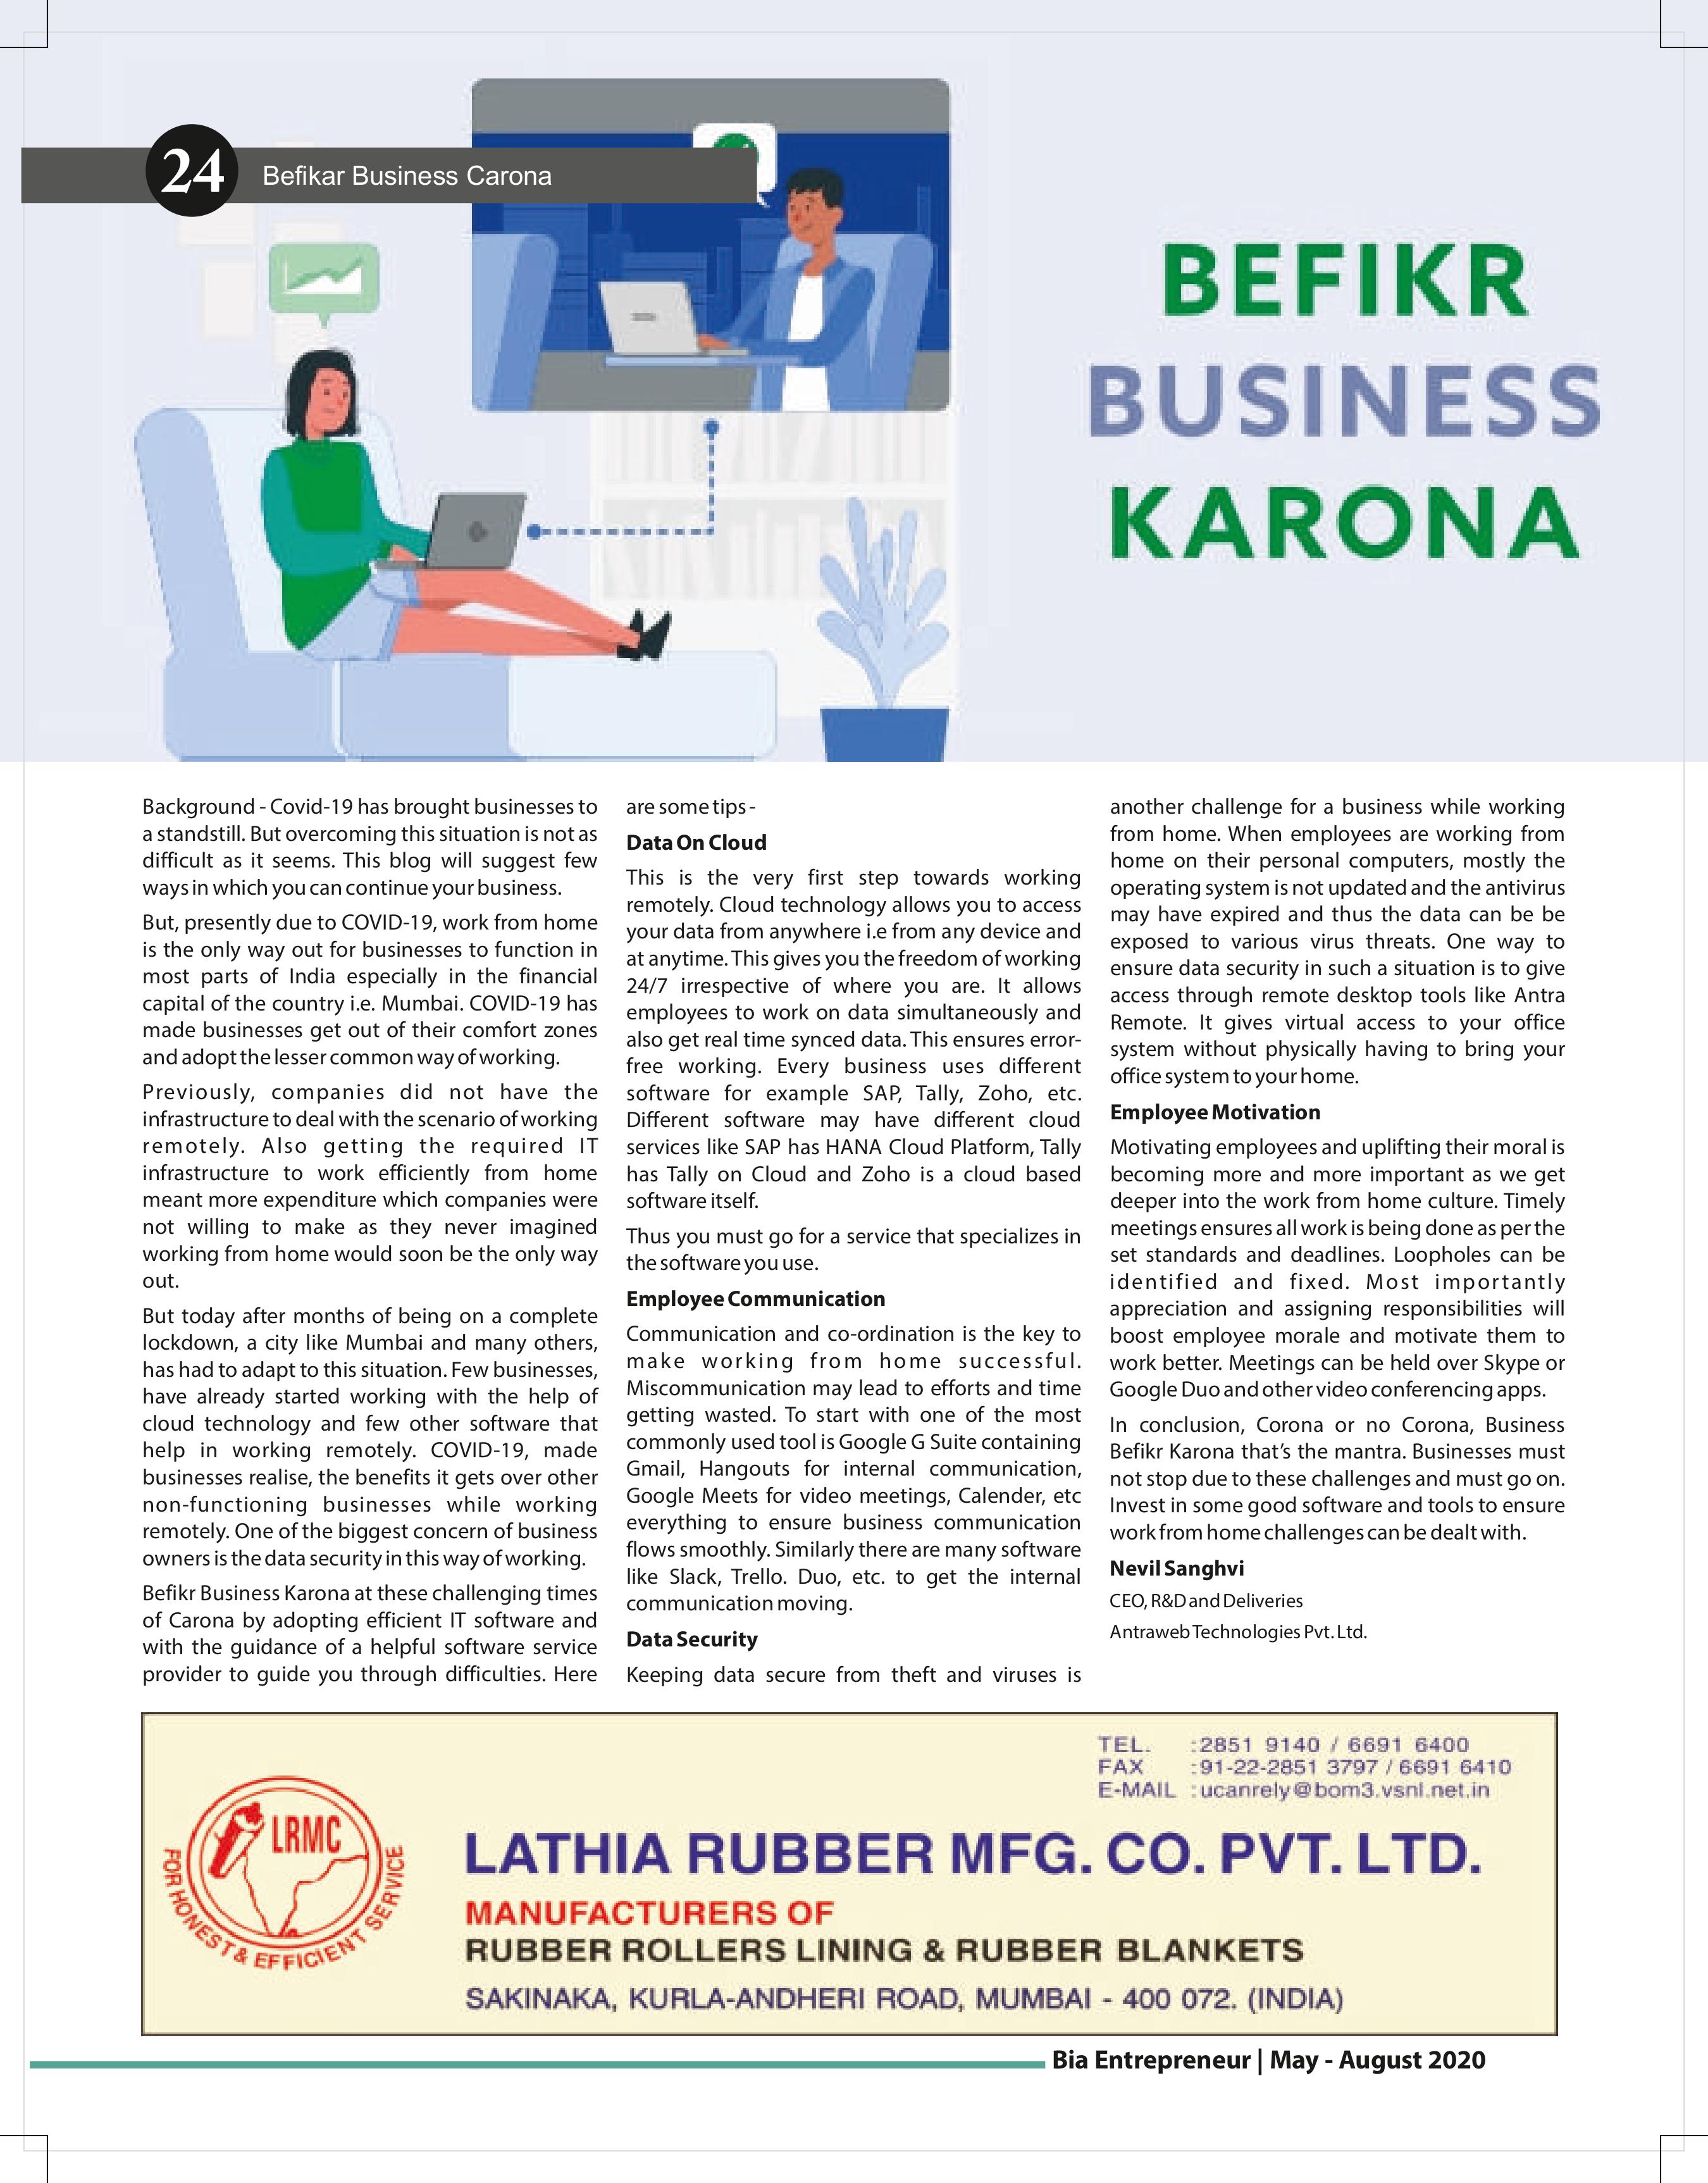 24
Befikar Business Carona
BEFIKR
BUSINESS
KARONA
Background - Covid-19 has brought businesses to
a standstill. But overcoming this situation is not as
difficult as it seems. This blog will suggest few
ways in which you can continue your business.
But, presently due to COVID-19, work from home
is the only way out for businesses to function in
most parts of India especially in the financial
capital of the country i.e. Mumbai. COVID-19 has
made businesses get out of their comfort zones
and adopt the lesser common way of working.
Previously, companies did not have the
infrastructure to deal with the scenario of working
remotely. Also getting the required IT
infrastructure to work efficiently from home
meant more expenditure which companies were
not willing to make as they never imagined
working from home would soon be the only way
out.
But today after months of being on a complete
lockdown, a city like Mumbai and many others,
has had to adapt to this situation. Few businesses,
have already started working with the help of
cloud technology and few other software that
help in working remotely. COVID-19, made
businesses realise, the benefits it gets over other
non-functioning businesses while working
remotely. One of the biggest concern of business
owners is the data security in this way of working.
Befikr Business Karona at these challenging times
of Carona by adopting efficient IT software and
with the guidance of a helpful software service
provider to guide you through difficulties. Here
are some tips -
Data On Cloud
This is the very first step towards working
remotely. Cloud technology allows you to access
your data from anywhere i.e from any device and
at anytime. This gives you the freedom of working
24/7 irrespective of where you are. It allows
employees to work on data simultaneously and
also get real time synced data. This ensures error-
free working. Every business uses different
software for example SAP, Tally, Zoho, etc.
Different software may have different cloud
services like SAP has HANA Cloud Platform, Tally
has Tally on Cloud and Zoho is a cloud based
software itself.
Thus you must go for a service that specializes in
the software you use.
Employee Communication
Communication and co-ordination is the key to
make working from home successful.
Miscommunication may lead to efforts and time
getting wasted. To start with one of the most
commonly used tool is Google G Suite containing
Gmail, Hangouts for internal communication,
Google Meets for video meetings, Calender, etc
everything to ensure business communication
flows smoothly. Similarly there are many software
like Slack, Trello. Duo, etc. to get the internal
communication moving.
Data Security
Keeping data secure from theft and viruses is
another challenge for a business while working
from home. When employees are working from
home on their personal computers, mostly the
operating system is not updated and the antivirus
may have expired and thus the data can be be
exposed to various virus threats. One way to
ensure data security in such a situation is to give
access through remote desktop tools like Antra
Remote. It gives virtual access to your office
system without physically having to bring your
office system to your home.
Employee Motivation
Motivating employees and uplifting their moral is
becoming more and more important as we get
deeper into the work from home culture. Timely
meetings ensures all work is being done as per the
set standards and deadlines. Loopholes can be
identified and fixed. Most importantly
appreciation and assigning responsibilities will
boost employee morale and motivate them to
work better. Meetings can be held over Skype or
Google Duo and other video conferencing apps.
In conclusion, Corona or no Corona, Business
Befikr Karona that's the mantra. Businesses must
not stop due to these challenges and must go on.
Invest in some good software and tools to ensure
work from home challenges can be dealt with.
Nevil Sanghvi
CEO, R&D and Deliveries
Antraweb Technologies Pvt. Ltd.
TEL. :2851 9140 / 6691 6400
FAX :91-22-2851 3797 / 6691 6410
E-MAIL :ucanrely@bom3.vsnl.net.in
LRMC
FOR HONEST & EFFICIENT SERVICE
LATHIA RUBBER MFG. CO. PVT. LTD.
MANUFACTURERS OF
RUBBER ROLLERS LINING & RUBBER BLANKETS
SAKINAKA, KURLA-ANDHERI ROAD, MUMBAI - 400 072. (INDIA)
Bia Entrepreneur | May - August 2020